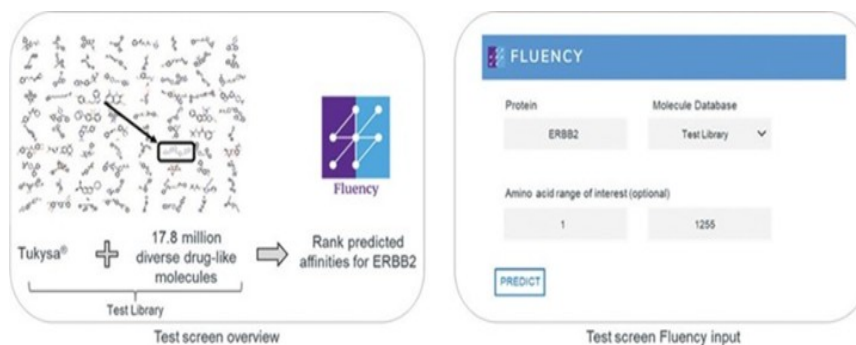 Fluency
Tukysa®
17.8 million
diverse drug-like
molecules
Rank predicted
affinities for ERBB2
Test Library
Test screen overview
FLUENCY
Protein
Molecule Database
ERBB2
Test Library
Amino acid range of interest (optional)
1
1255
PREDICT
Test screen Fluency input